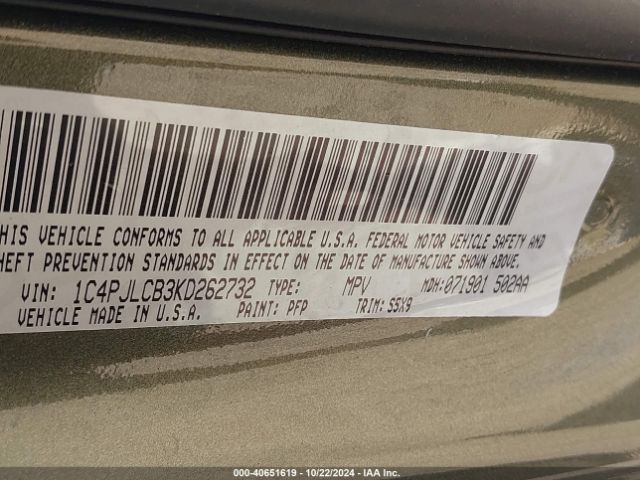 THIS VEHICLE CONFORMS TO ALL APPLICABLE U.S.A. FEDERAL MOTOR VEHICLE SAFETY AND
HEFT PREVENTION STANDARDS IN EFFECT ON THE DATE OF MANUFACTURE SHOWN ABOVE.
VIN: 1C4PJLCB3KD262732 TYPE: MPV MDH: 071901 502AA
VEHICLE MADE IN U.S.A. PAINT: PFP TRIM: S5X9
000-40651619 | 10/22/2024 | IAA, Inc. Copyright.